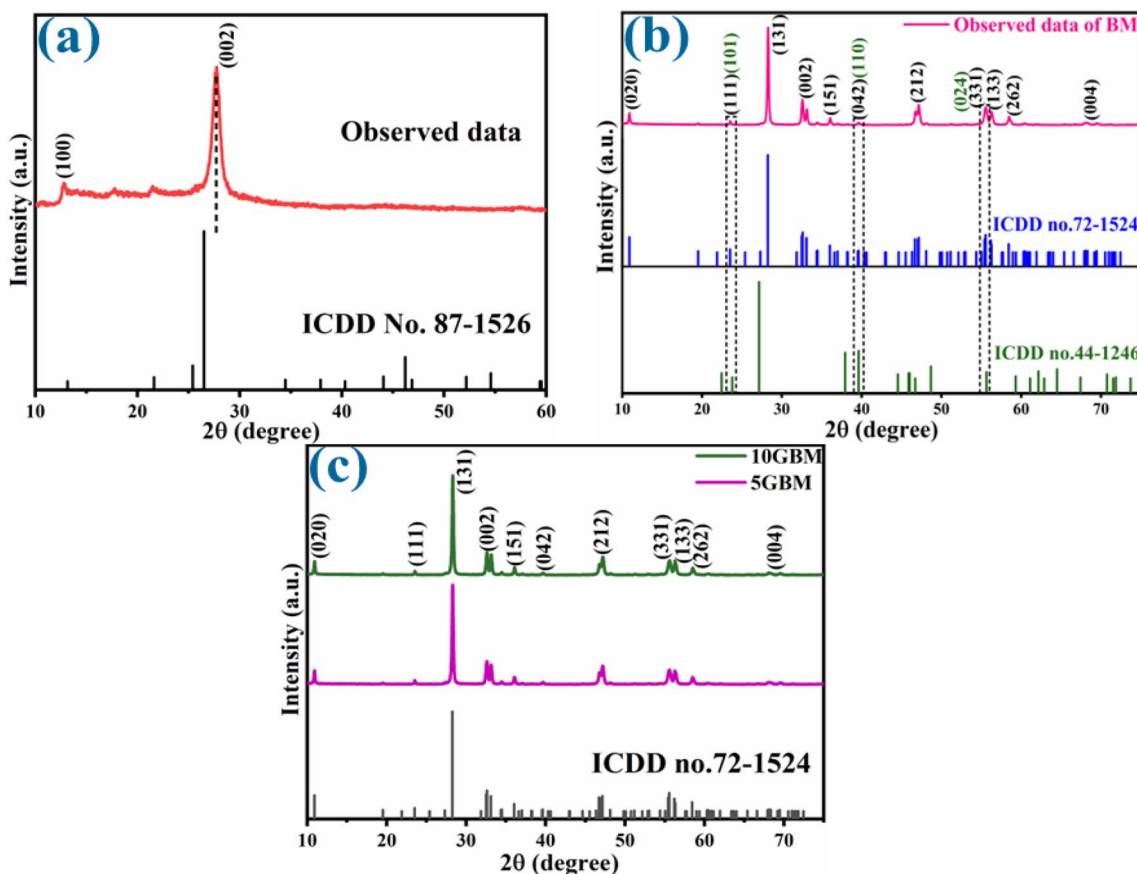 (a)
(002)
(100)
Observed data
ICDD No. 87-1526
Intensity (a.u.)
10 20 30 40 50 60
2θ (degree)
(b)
Observed data of BM
(020)
(111)
(101)
(131)
(002)
(151)
(042)
(110)
(212)
(024)
(331)
(133)
(262)
(004)
ICDD no.72-1524
ICDD no.44-1246
Intensity (a.u.)
10 20 30 40 50 60 70
2θ (degree)
(c)
10GBM
5GBM
(020)
(111)
(131)
(002)
(151)
(042)
(212)
(331)
(133)
(262)
(004)
ICDD no.72-1524
Intensity (a.u.)
10 20 30 40 50 60 70
2θ (degree)